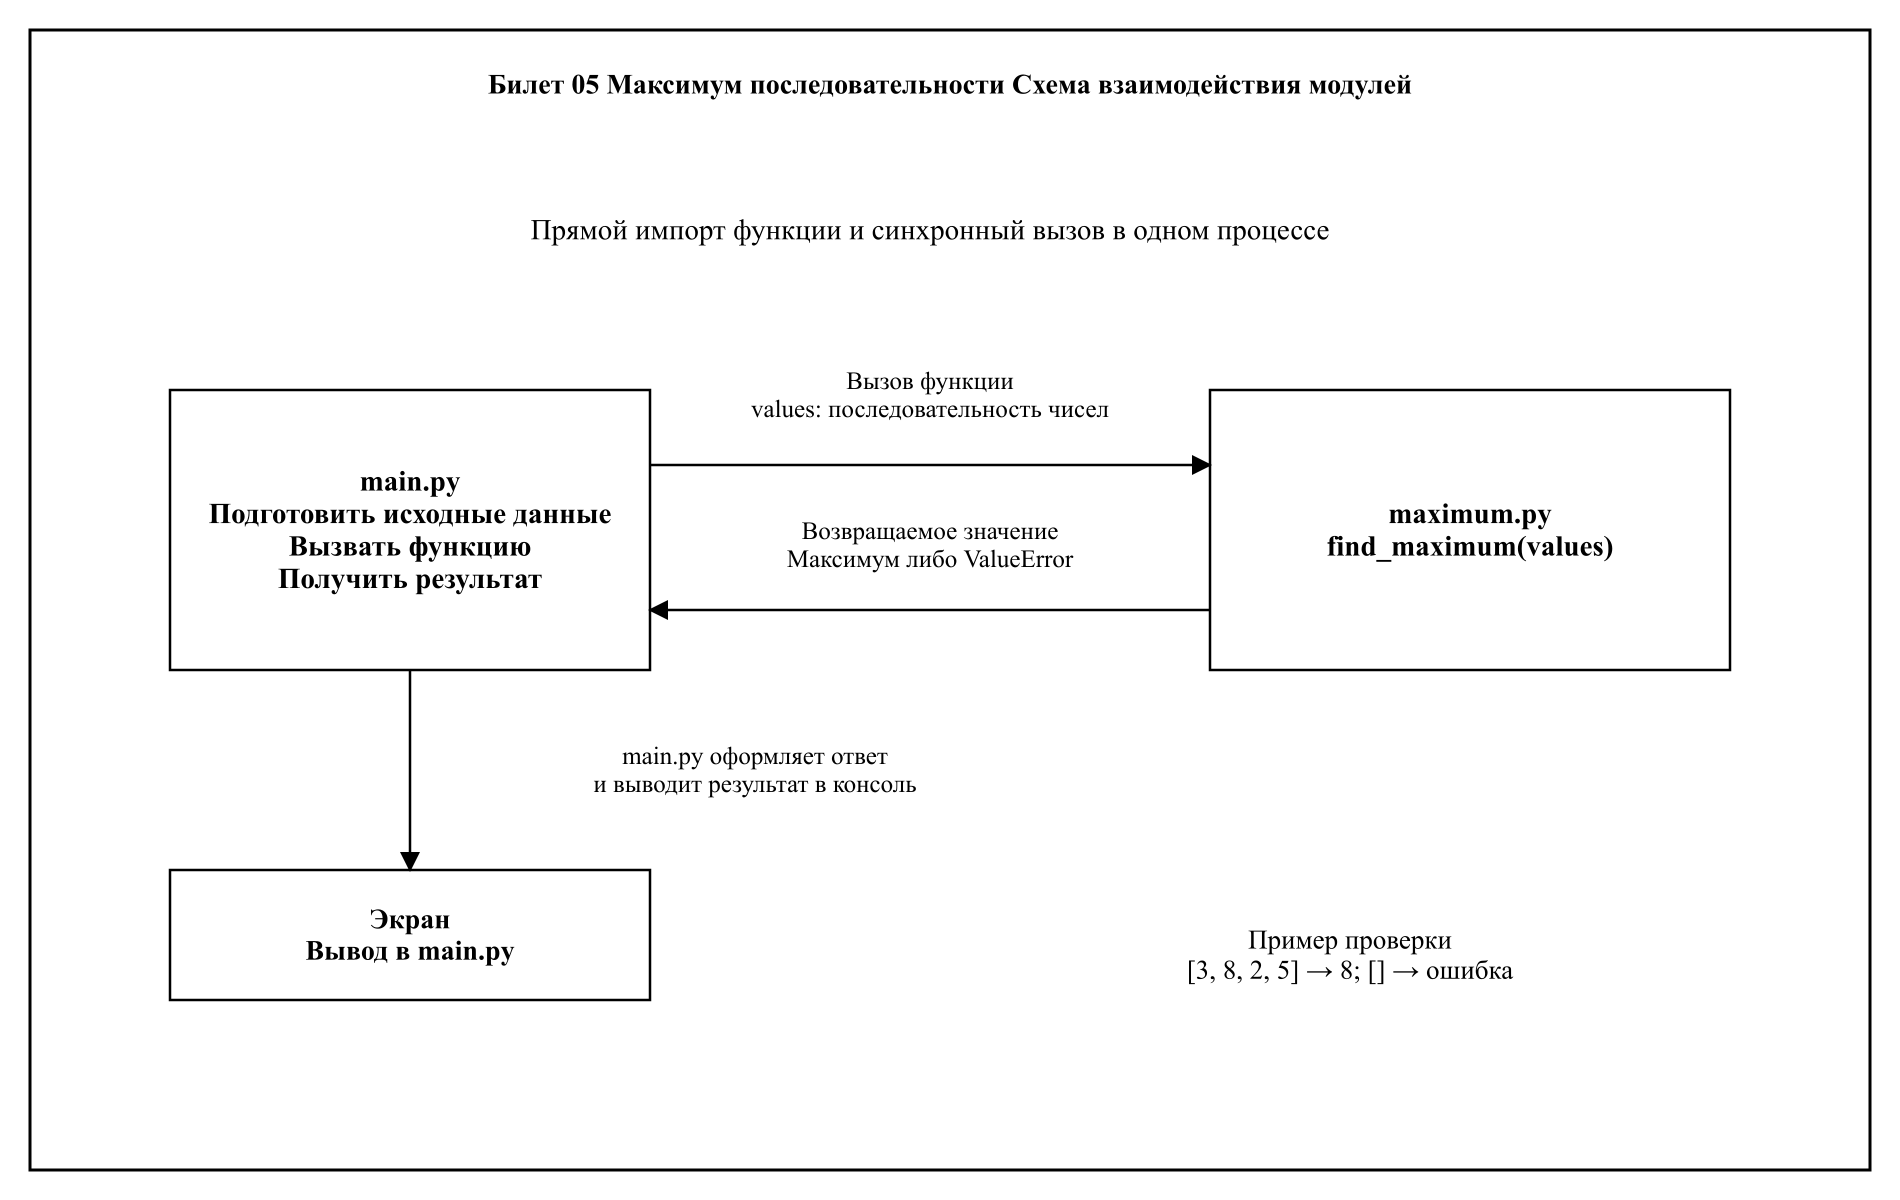 Билет 05 Максимум последовательности Схема взаимодействия модулей
Прямой импорт функции и синхронный вызов в одном процессе
Вызов функции
values: последовательность чисел
main.py
Подготовить исходные данные
Вызвать функцию
Получить результат
Возвращаемое значение
Максимум либо ValueError
maximum.py
find_maximum(values)
main.py оформляет ответ
и выводит результат в консоль
Экран
Вывод в main.py
Пример проверки
[3, 8, 2, 5] → 8; [] → ошибка